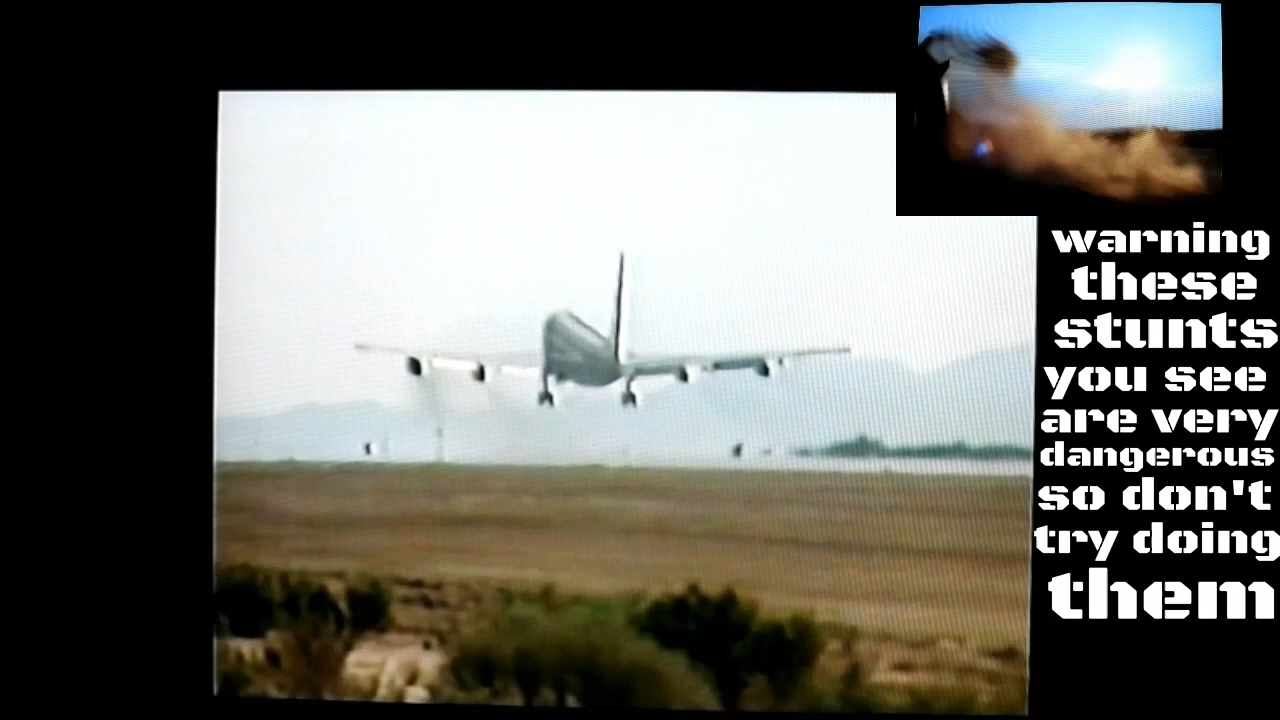 warning
these
stunts
you see
are very
dangerous
so don't
try doing
them